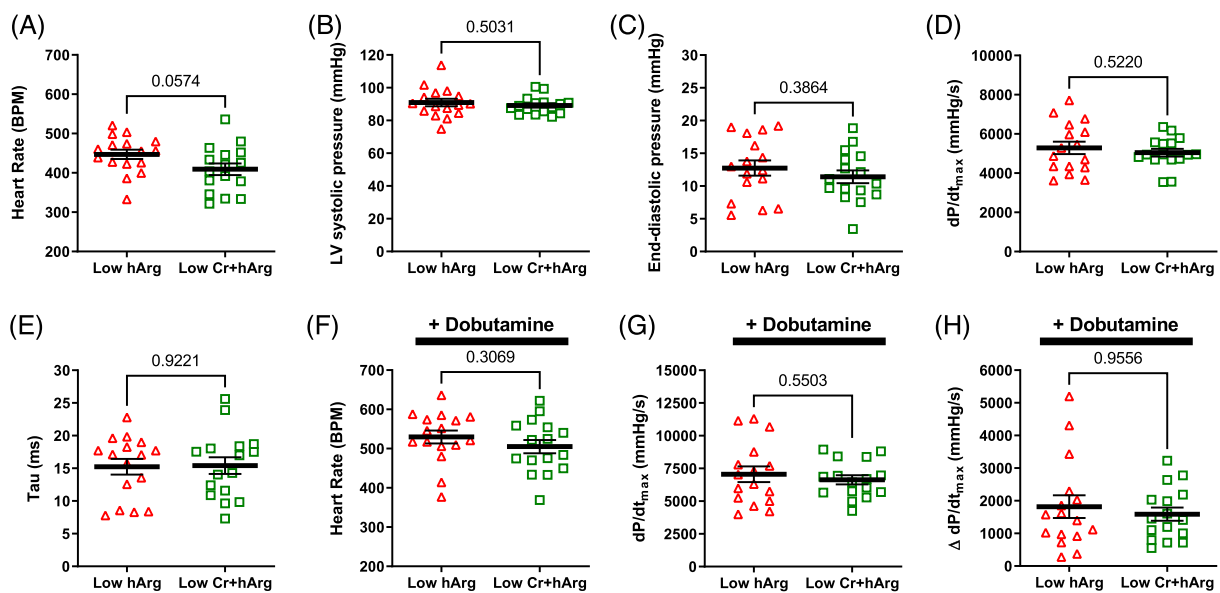 (A)
Heart Rate (BPM)
700
600
500
400
300
200
0.0574
Low hArg
Low Cr+hArg
(B)
LV systolic pressure (mmHg)
120
100
80
60
40
20
0
0.5031
Low hArg
Low Cr+hArg
(C)
End-diastolic pressure (mmHg)
30
25
20
15
10
5
0
0.3864
Low hArg
Low Cr+hArg
(D)
dP/dtmax (mmHg/s)
10000
8000
6000
4000
2000
0
0.5220
Low hArg
Low Cr+hArg
(E)
Tau (ms)
30
25
20
15
10
5
0
0.9221
Low hArg
Low Cr+hArg
(F)
+ Dobutamine
Heart Rate (BPM)
700
600
500
400
300
200
0.3069
Low hArg
Low Cr+hArg
(G)
+ Dobutamine
dP/dtmax (mmHg/s)
15000
12500
10000
7500
5000
2500
0
0.5503
Low hArg
Low Cr+hArg
(H)
+ Dobutamine
Δ dP/dtmax (mmHg/s)
6000
5000
4000
3000
2000
1000
0
0.9556
Low hArg
Low Cr+hArg